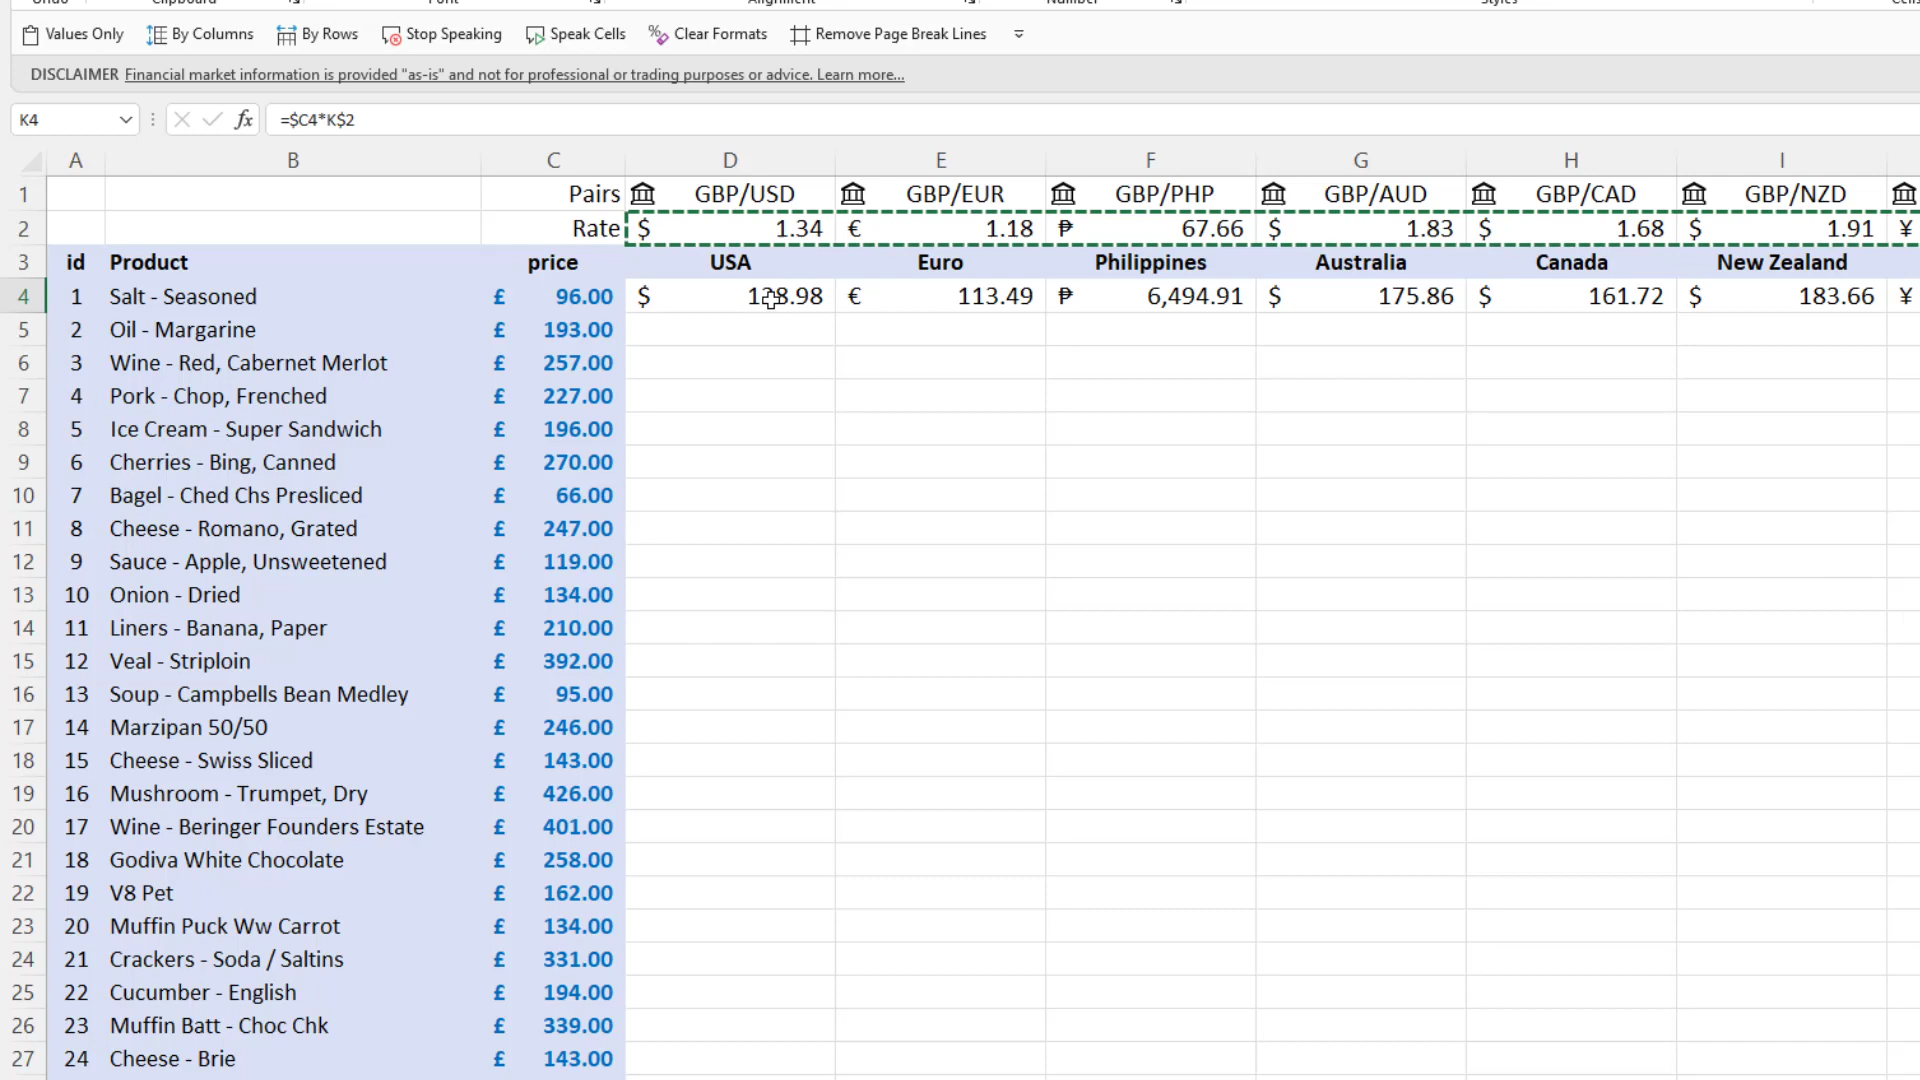 Values Only By Columns By Rows Stop Speaking Speak Cells Clear Formats Remove Page Break Lines
DISCLAIMER Financial market information is provided "as-is" and not for professional or trading purposes or advice. Learn more...
K4 fx =$C4*K$2
A B C D E F G H I
1 Pairs GBP/USD GBP/EUR GBP/PHP GBP/AUD GBP/CAD GBP/NZD
2 Rate $ 1.34 € 1.18 ₱ 67.66 $ 1.83 $ 1.68 $ 1.91 ¥
3 id Product price USA Euro Philippines Australia Canada New Zealand
4 1 Salt - Seasoned £ 96.00 $ 128.98 € 113.49 ₱ 6,494.91 $ 175.86 $ 161.72 $ 183.66 ¥
5 2 Oil - Margarine £ 193.00
6 3 Wine - Red, Cabernet Merlot £ 257.00
7 4 Pork - Chop, Frenched £ 227.00
8 5 Ice Cream - Super Sandwich £ 196.00
9 6 Cherries - Bing, Canned £ 270.00
10 7 Bagel - Ched Chs Presliced £ 66.00
11 8 Cheese - Romano, Grated £ 247.00
12 9 Sauce - Apple, Unsweetened £ 119.00
13 10 Onion - Dried £ 134.00
14 11 Liners - Banana, Paper £ 210.00
15 12 Veal - Striploin £ 392.00
16 13 Soup - Campbells Bean Medley £ 95.00
17 14 Marzipan 50/50 £ 246.00
18 15 Cheese - Swiss Sliced £ 143.00
19 16 Mushroom - Trumpet, Dry £ 426.00
20 17 Wine - Beringer Founders Estate £ 401.00
21 18 Godiva White Chocolate £ 258.00
22 19 V8 Pet £ 162.00
23 20 Muffin Puck Ww Carrot £ 134.00
24 21 Crackers - Soda / Saltins £ 331.00
25 22 Cucumber - English £ 194.00
26 23 Muffin Batt - Choc Chk £ 339.00
27 24 Cheese - Brie £ 143.00